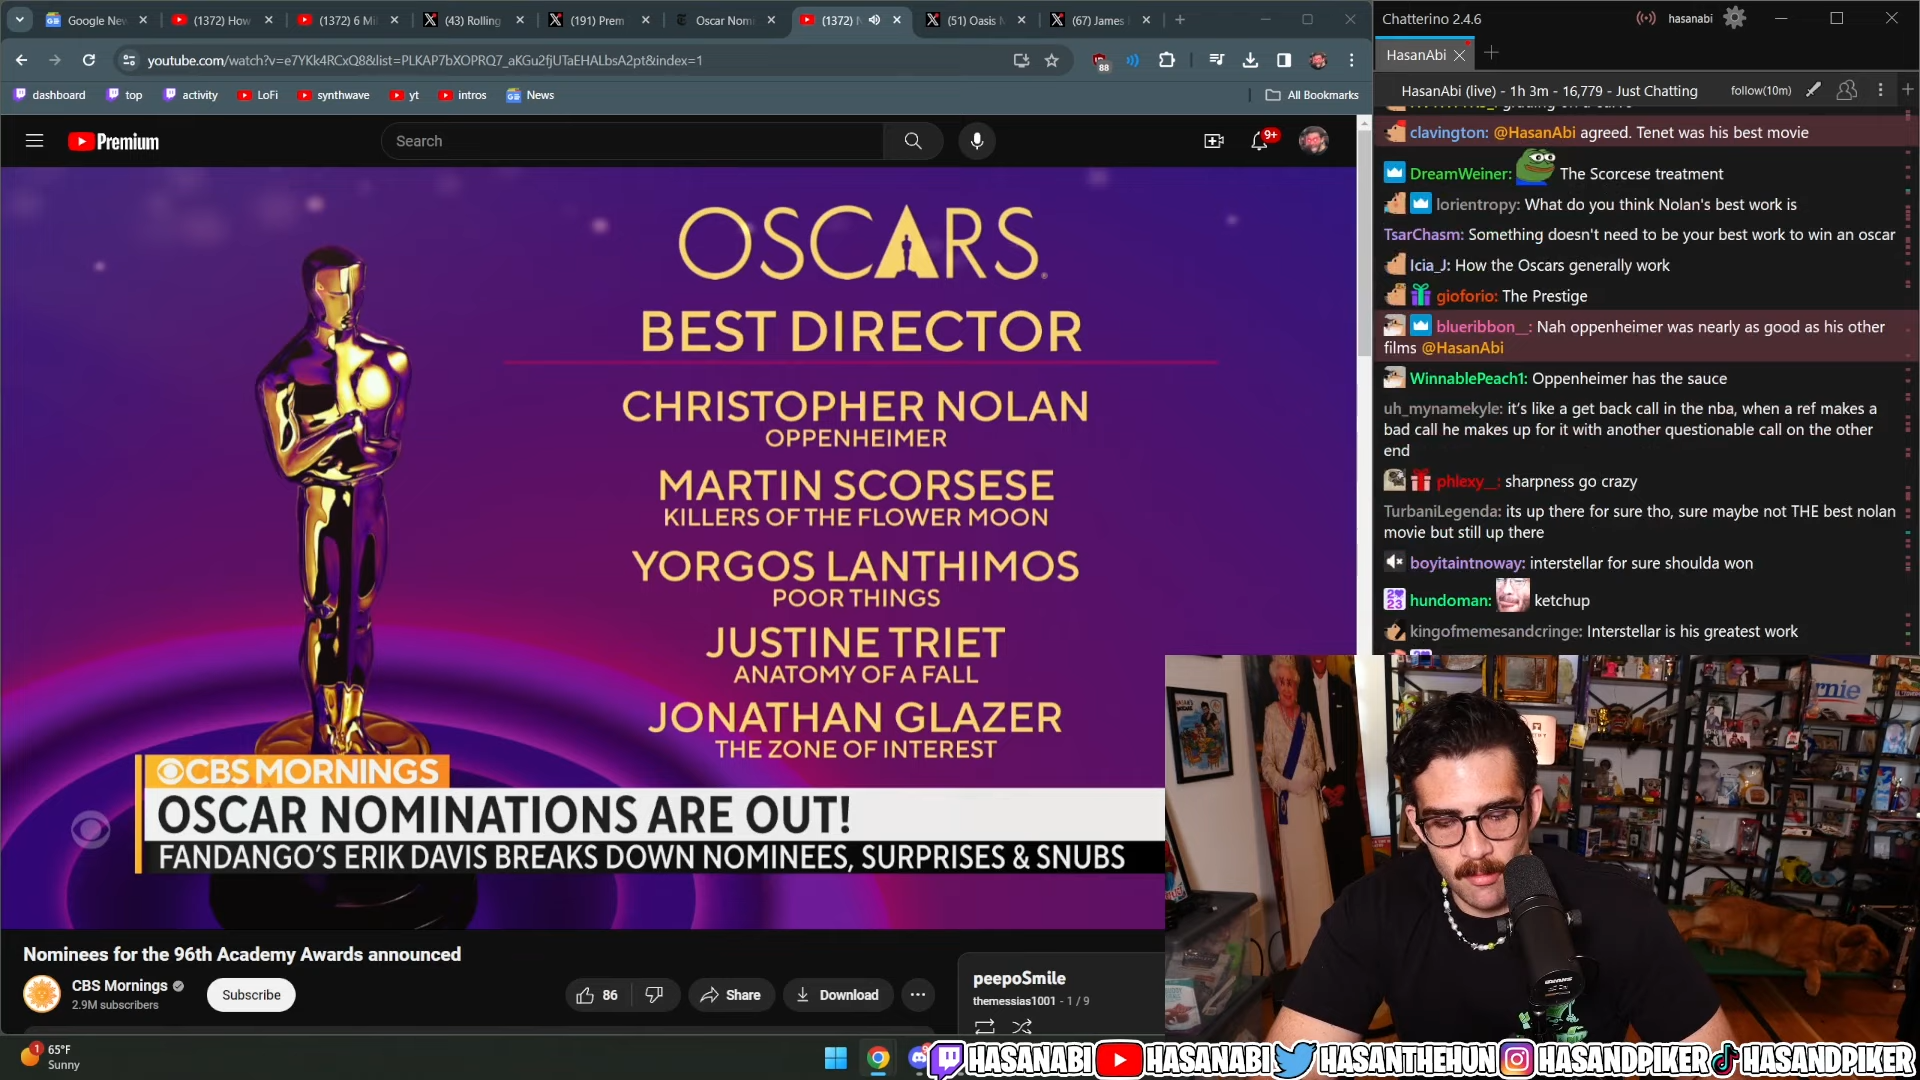 Google New
(1372) How
(1372) 6 Mi
(43) Rolling
(191) Prem
Oscar Nomi
(1372) N
(51) Oasis M
(67) James
youtube.com/watch?v=e7YKk4RCxQ8&list=PLKAP7bXOPRQ7_aKGu2fjUTaEHALbsA2pt&index=1
88
dashboard
top
activity
LoFi
synthwave
yt
intros
News
All Bookmarks
Premium
Search
9+
OSCARS
BEST DIRECTOR
CHRISTOPHER NOLAN
OPPENHEIMER
MARTIN SCORSESE
KILLERS OF THE FLOWER MOON
YORGOS LANTHIMOS
POOR THINGS
JUSTINE TRIET
ANATOMY OF A FALL
JONATHAN GLAZER
THE ZONE OF INTEREST
CBS MORNINGS
OSCAR NOMINATIONS ARE OUT!
FANDANGO'S ERIK DAVIS BREAKS DOWN NOMINEES, SURPRISES & SNUBS
Nominees for the 96th Academy Awards announced
CBS Mornings
2.9M subscribers
Subscribe
86
Share
Download
peepoSmile
themessias1001 - 1 / 9
1
65°F
Sunny
Chatterino 2.4.6
hasanabi
HasanAbi
HasanAbi (live) - 1h 3m - 16,779 - Just Chatting
follow(10m)
clavington: @HasanAbi agreed. Tenet was his best movie
DreamWeiner: The Scorcese treatment
lorientropy: What do you think Nolan's best work is
TsarChasm: Something doesn't need to be your best work to win an oscar
Icia_J: How the Oscars generally work
gioforio: The Prestige
blueribbon__: Nah oppenheimer was nearly as good as his other
films @HasanAbi
WinnablePeach1: Oppenheimer has the sauce
uh_mynamekyle: it's like a get back call in the nba, when a ref makes a
bad call he makes up for it with another questionable call on the other
end
phlexy__: sharpness go crazy
TurbaniLegenda: its up there for sure tho, sure maybe not THE best nolan
movie but still up there
boyitaintnoway: interstellar for sure shoulda won
hundoman: ketchup
kingofmemesandcringe: Interstellar is his greatest work
rnie
HASANABI
HASANABI
HASANTHEHUN
HASANDPIKER
HASANDPIKER